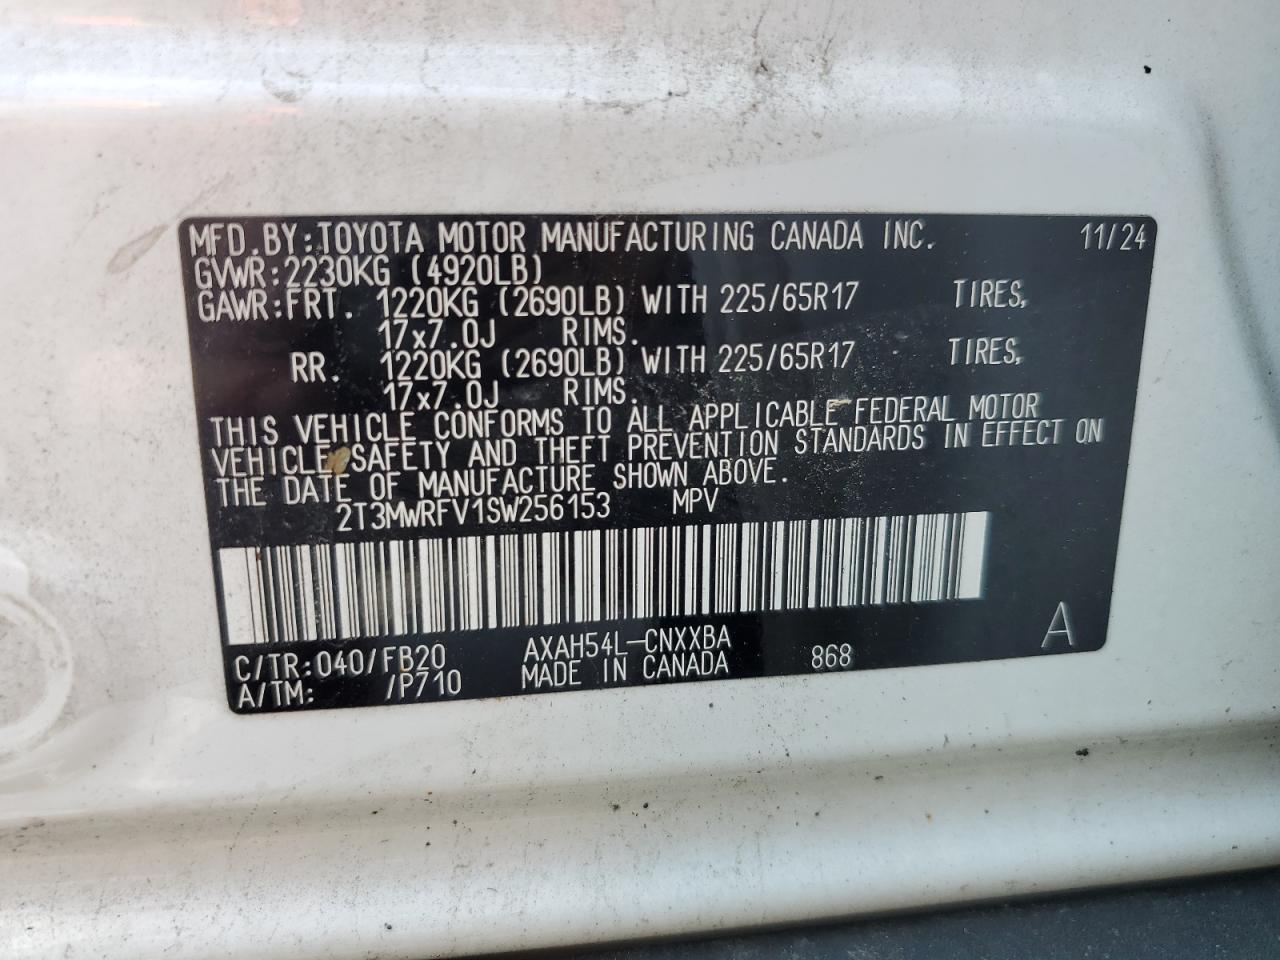 MFD.BY:TOYOTA MOTOR MANUFACTURING CANADA INC. 11/24
GVWR:2230KG (4920LB)
GAWR:FRT. 1220KG (2690LB) WITH 225/65R17 TIRES,
17x7.0J RIMS.
RR. 1220KG (2690LB) WITH 225/65R17 TIRES,
17x7.0J RIMS.
THIS VEHICLE CONFORMS TO ALL APPLICABLE FEDERAL MOTOR
VEHICLE SAFETY AND THEFT PREVENTION STANDARDS IN EFFECT ON
THE DATE OF MANUFACTURE SHOWN ABOVE.
2T3MWRFV1SW256153 MPV
C/TR:040/FB20 AXAH54L-CNXXBA A
A/TM: /P710 MADE IN CANADA 868